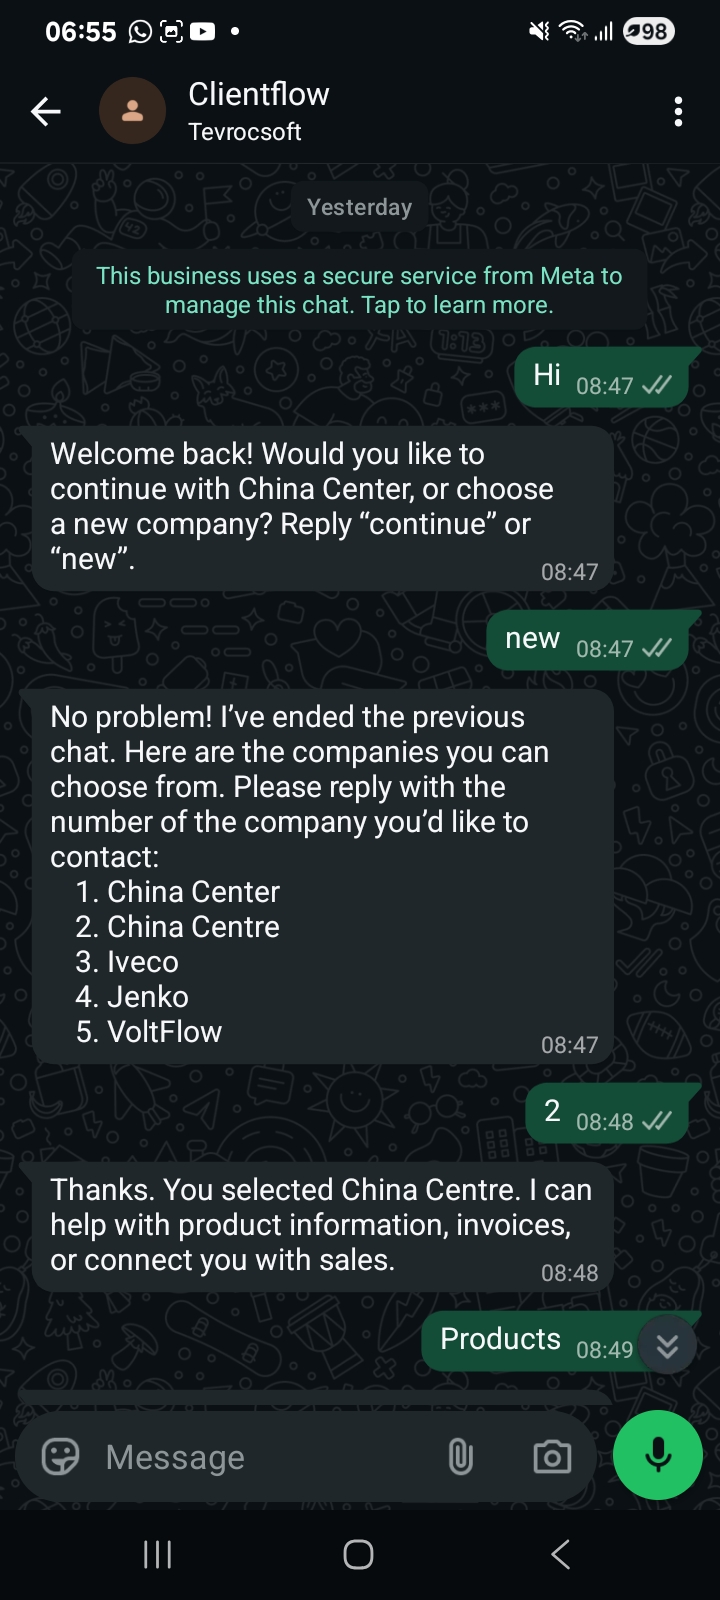 06:55
98
Clientflow
Tevrocsoft
Yesterday
This business uses a secure service from Meta to
manage this chat. Tap to learn more.
Hi 08:47
Welcome back! Would you like to
continue with China Center, or choose
a new company? Reply “continue” or
“new”.
08:47
new 08:47
No problem! I’ve ended the previous
chat. Here are the companies you can
choose from. Please reply with the
number of the company you’d like to
contact:
1. China Center
2. China Centre
3. Iveco
4. Jenko
5. VoltFlow
08:47
2 08:48
Thanks. You selected China Centre. I can
help with product information, invoices,
or connect you with sales.
08:48
Products 08:49
Message